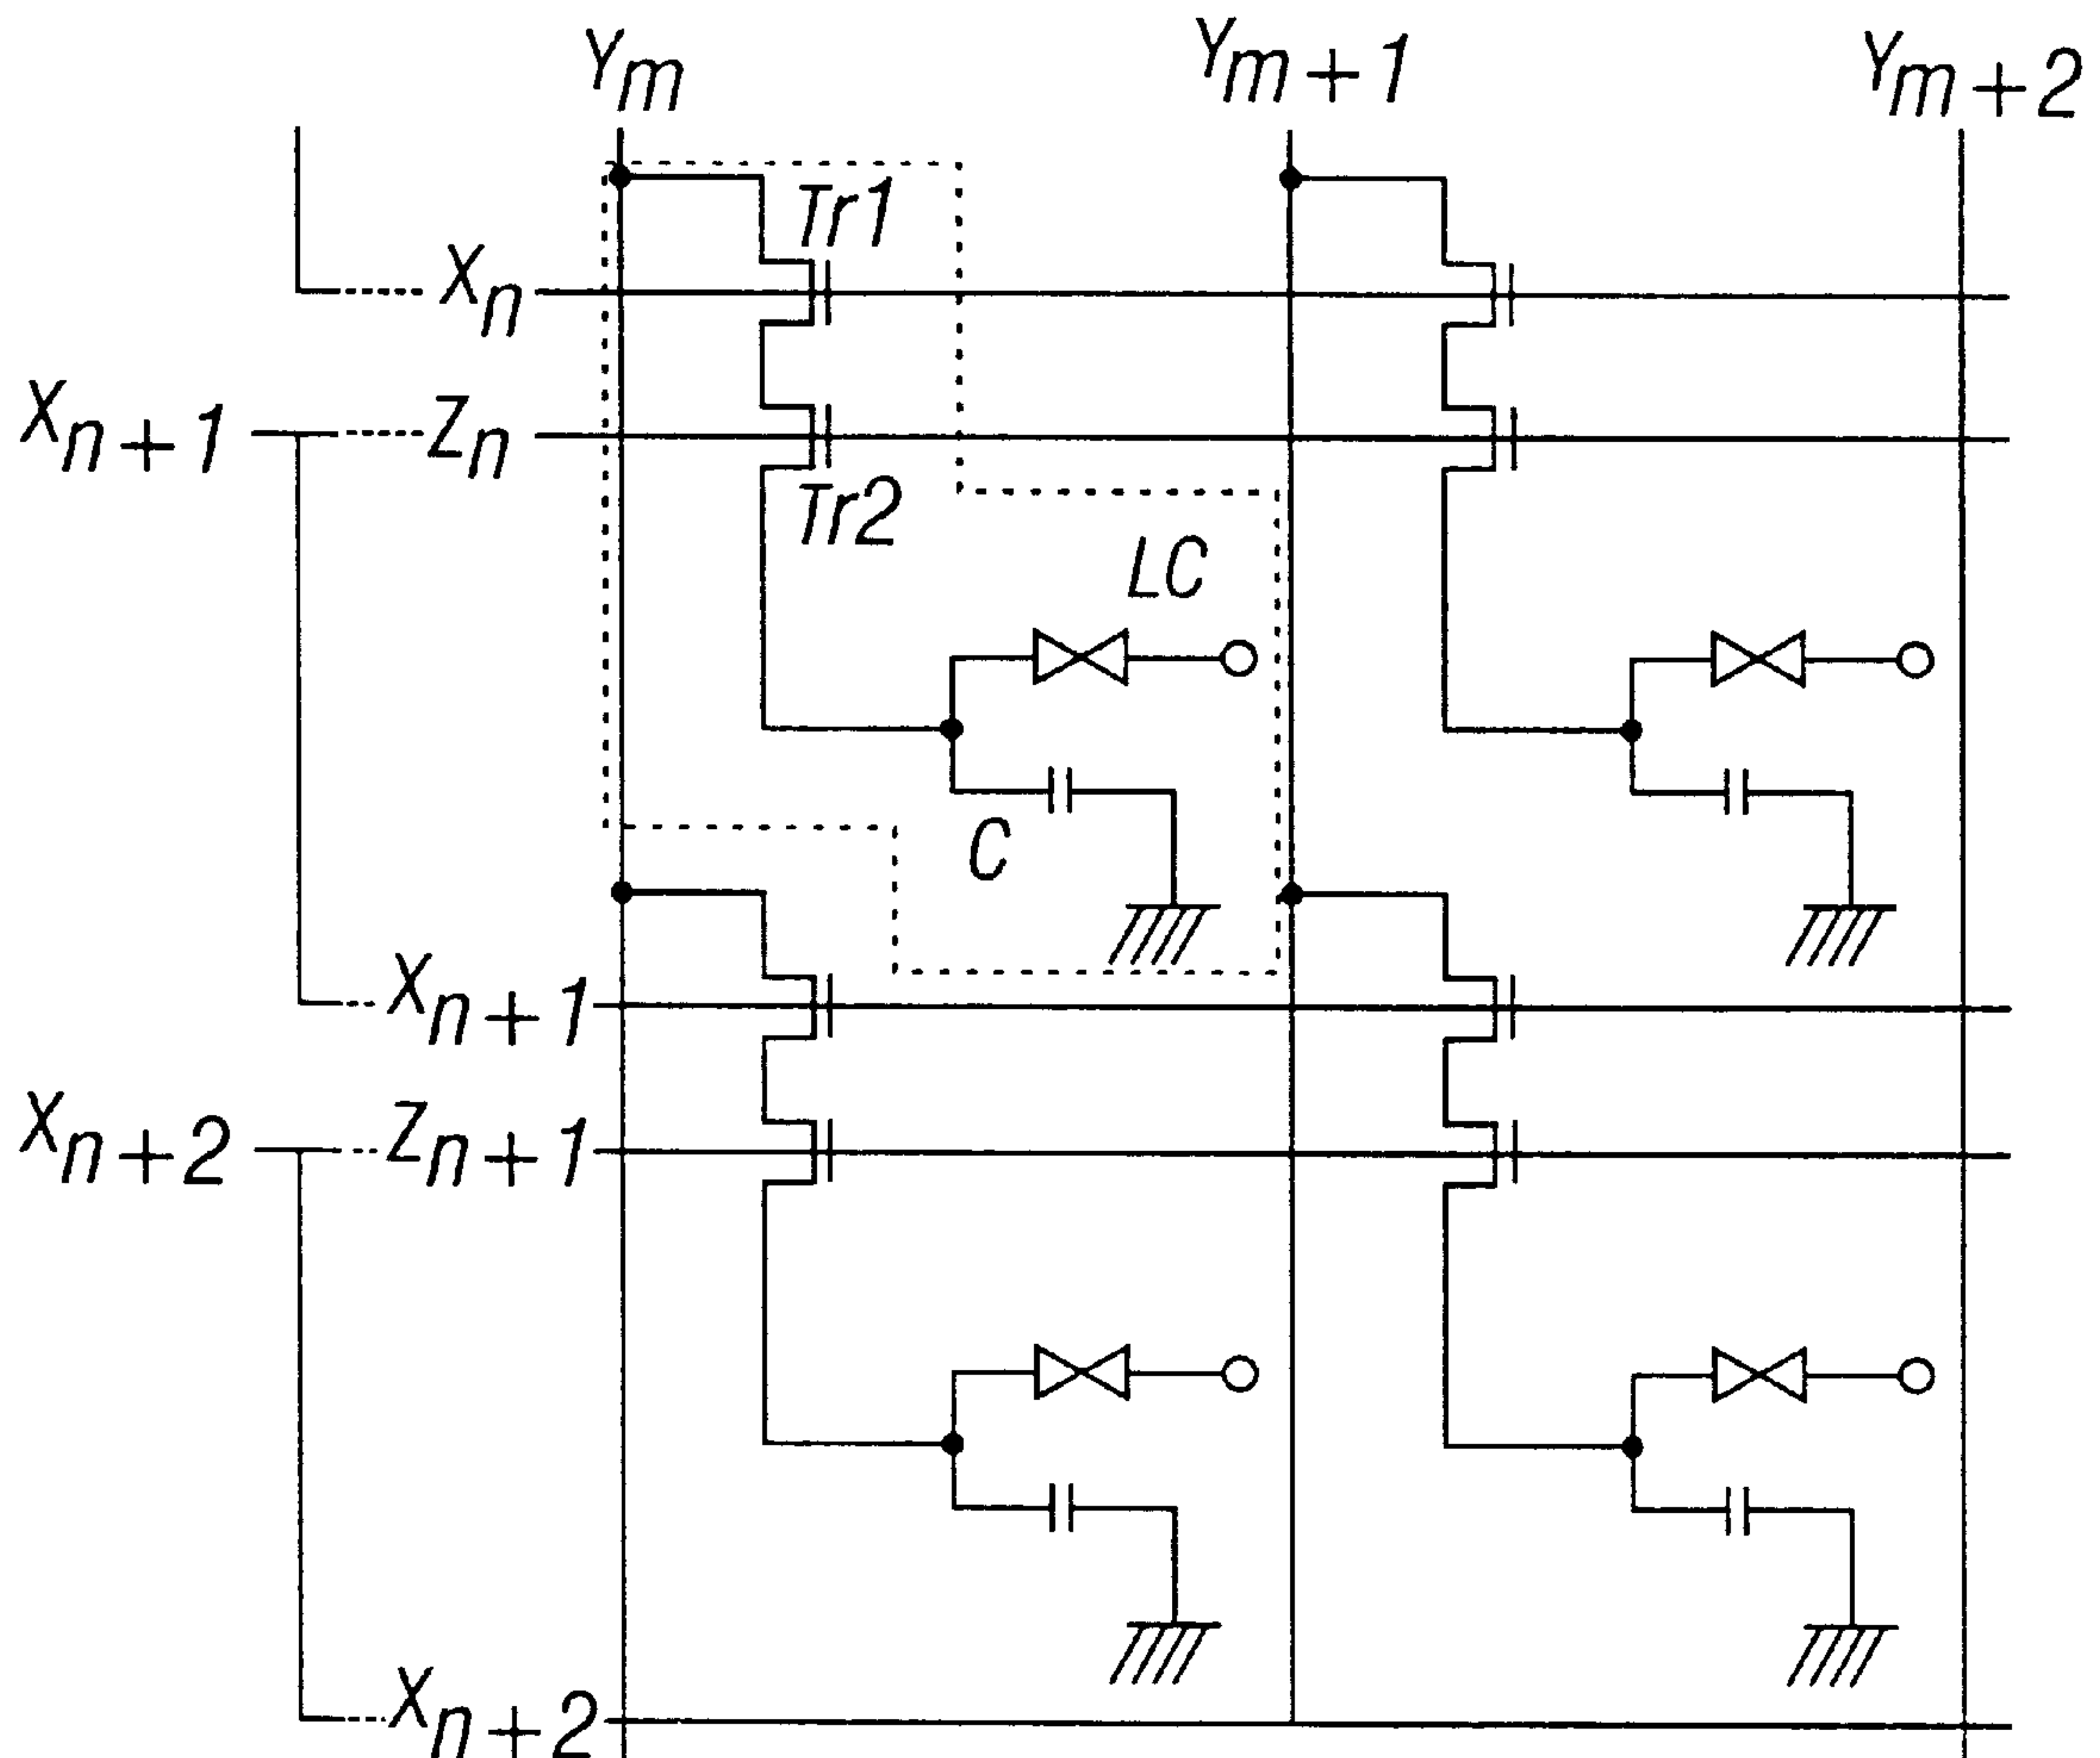 Ym Ym+1 Ym+2
Tr1
Xn
Xn+1 Zn
Tr2
LC
C
Xn+1
Xn+2 Zn+1
Xn+2